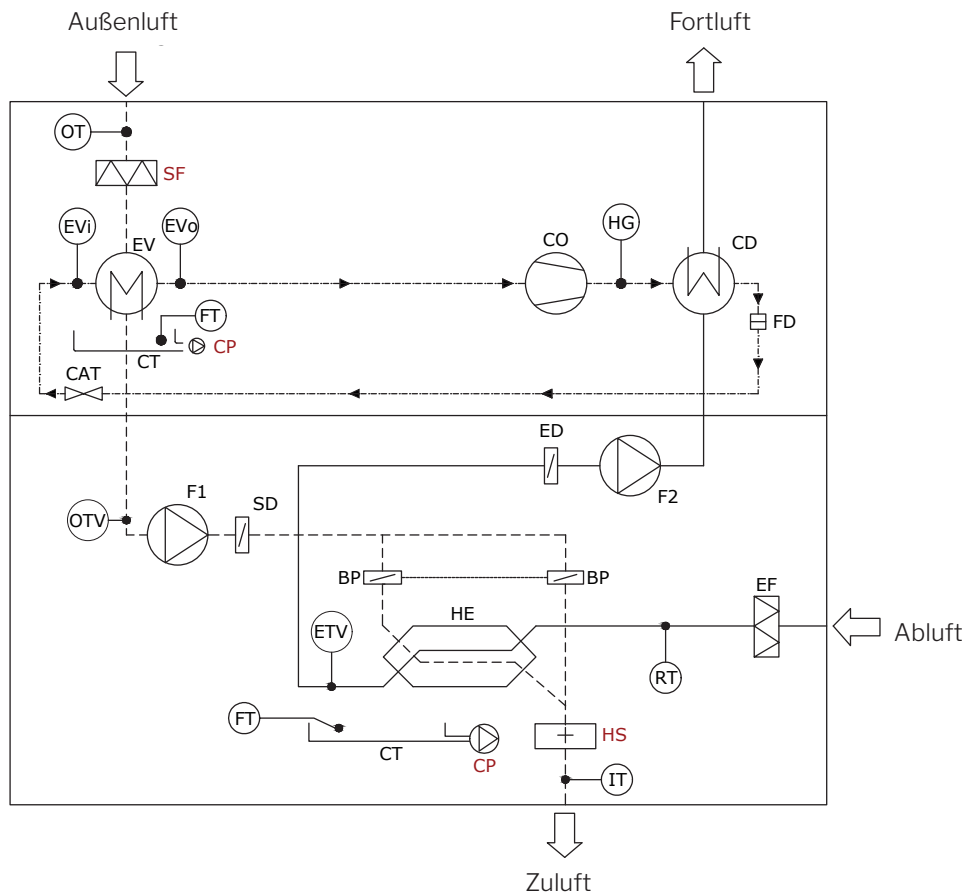 Außenluft
Fortluft
OT
SF
EVi
EV
EVo
CO
HG
CD
FT
CP
CT
FD
CAT
ED
F2
OTV
F1
SD
BP
BP
EF
ETV
HE
Abluft
RT
FT
CT
CP
HS
IT
Zuluft